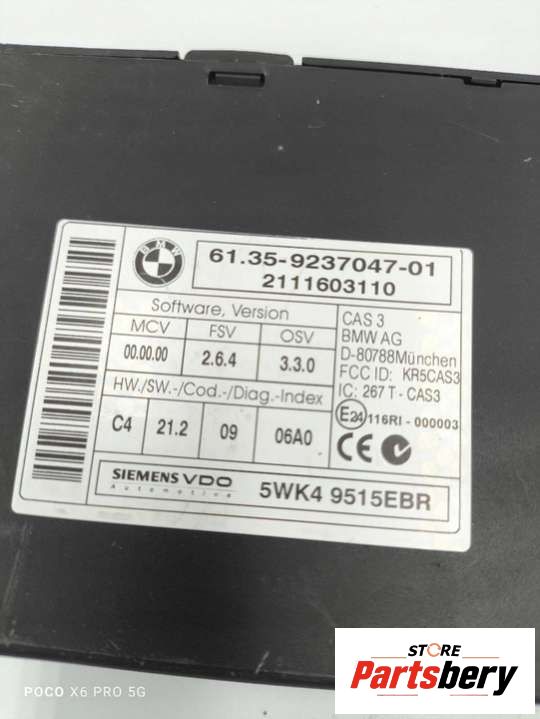 BMW
61.35-9237047-01
2111603110
Software, Version
MCV FSV OSV
00.00.00 2.6.4 3.3.0
HW./SW.-/Cod.-/Diag.-Index
C4 21.2 09 06A0
CAS 3
BMW AG
D-80788München
FCC ID: KR5CAS3
IC: 267 T - CAS3
E24 116RI - 000003
CE N
SIEMENS VDO
Automotive
5WK4 9515EBR
STORE
Partsbery
POCO X6 PRO 5G